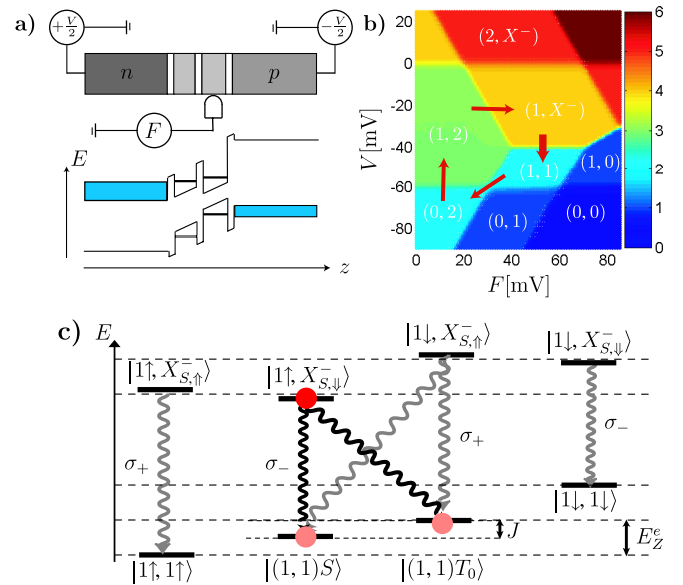 a)
+V/2
−V/2
n
p
F
E
z
b)
V[mV]
20
0
-20
-40
-60
-80
(2, X⁻)
(1, X⁻)
(1, 2)
(1, 1)
(1, 0)
(0, 2)
(0, 1)
(0, 0)
0 20 40 60 80
F[mV]
6
5
4
3
2
1
0
c)
E
|1↑, X⁻S,⇑⟩
|1↑, X⁻S,⇓⟩
|1↓, X⁻S,⇑⟩
|1↓, X⁻S,⇓⟩
σ₊
σ₋
σ₊
σ₋
J
E_Z^e
|1↑, 1↑⟩
|(1, 1)S⟩
|(1, 1)T₀⟩
|1↓, 1↓⟩